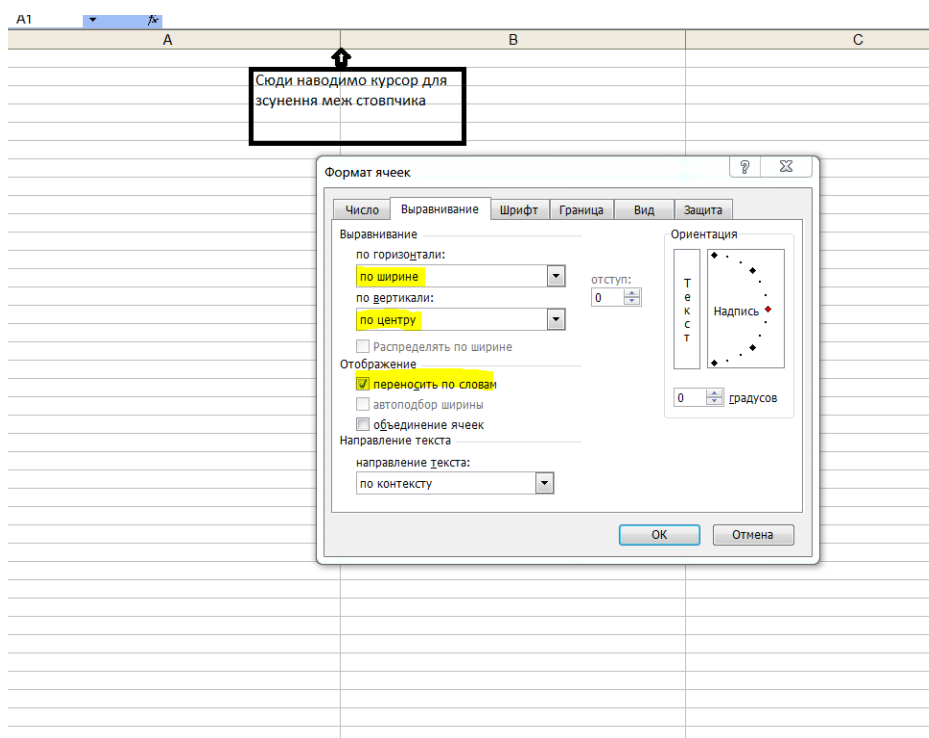 A1 fx
A B C
Сюди наводимо курсор для
зсунення меж стовпчика
Формат ячеек
Число Выравнивание Шрифт Граница Вид Защита
Выравнивание
по горизонтали:
по ширине
отступ:
по вертикали:
0
по центру
Распределять по ширине
Отображение
переносить по словам
автоподбор ширины
объединение ячеек
Направление текста
направление текста:
по контексту
Ориентация
Текст
Надпись
0 градусов
ОК Отмена